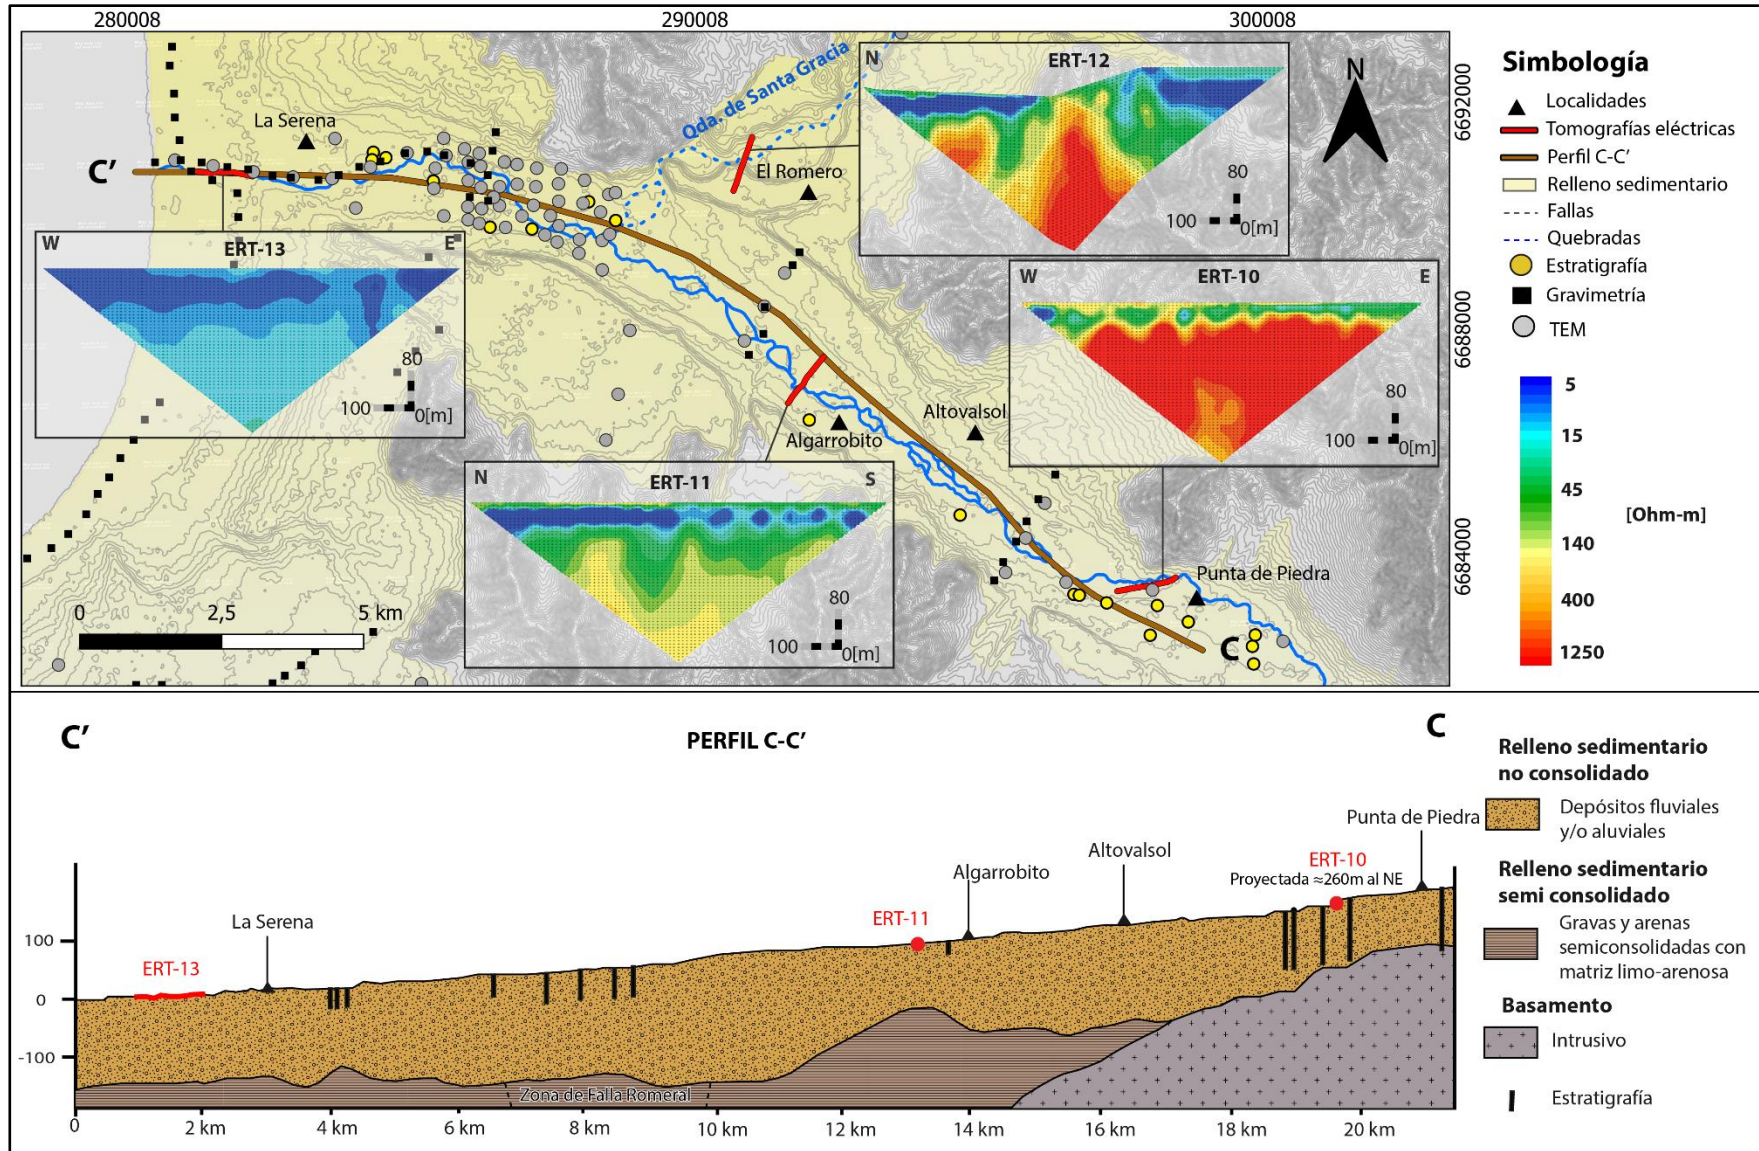 280008
290008
300008
6692000
6688000
6684000
N
Qda. de Santa Gracia
La Serena
El Romero
C'
Algarrobito
Altovalsol
Punta de Piedra
C
N
ERT-12
80
100
0[m]
W
ERT-10
E
80
100
0[m]
W
ERT-13
E
80
100
0[m]
N
ERT-11
S
80
100
0[m]
0
2,5
5 km
Simbología
Localidades
Tomografías eléctricas
Perfil C-C'
Relleno sedimentario
Fallas
Quebradas
Estratigrafía
Gravimetría
TEM
5
15
45
140
400
1250
[Ohm-m]
C'
PERFIL C-C'
C
ERT-13
La Serena
ERT-11
Algarrobito
Altovalsol
ERT-10
Proyectada ≈260m al NE
Punta de Piedra
Zona de Falla Romeral
100
0
-100
0
2 km
4 km
6 km
8 km
10 km
12 km
14 km
16 km
18 km
20 km
Relleno sedimentario
no consolidado
Depósitos fluviales
y/o aluviales
Relleno sedimentario
semi consolidado
Gravas y arenas
semiconsolidadas con
matriz limo-arenosa
Basamento
Intrusivo
Estratigrafía